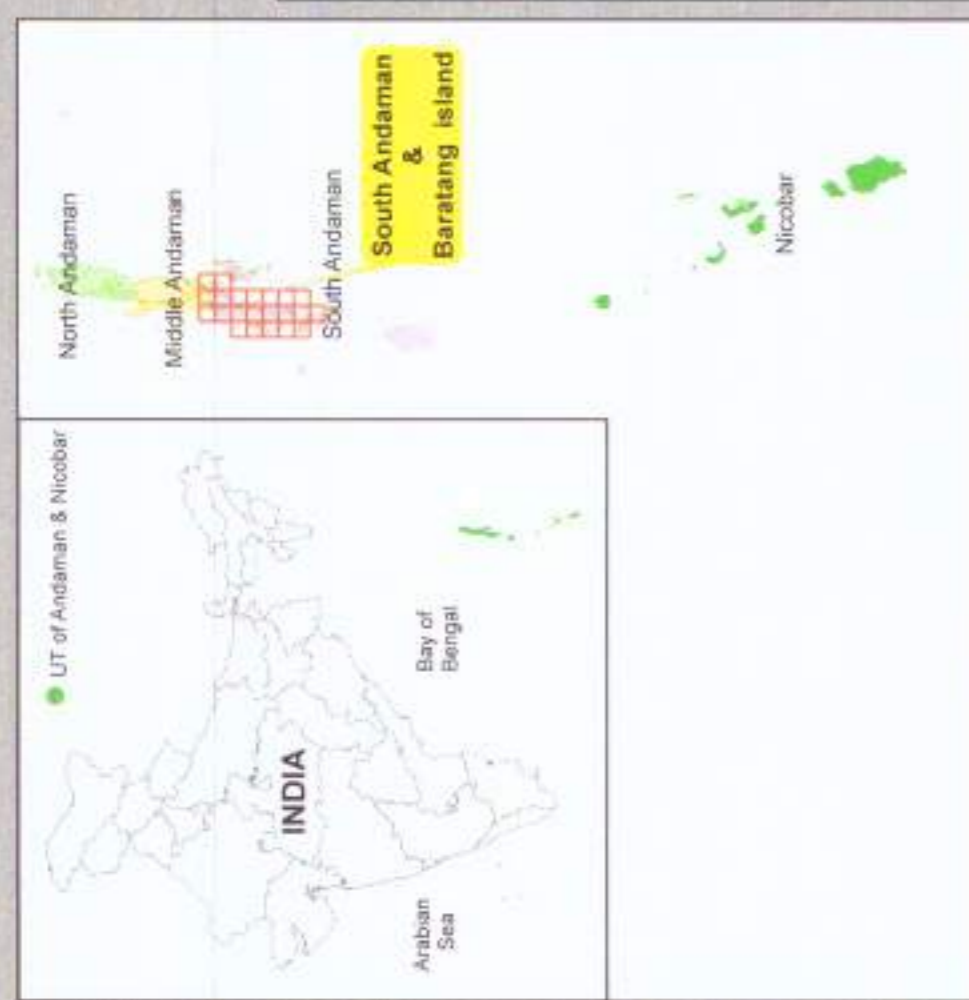 UT of Andaman & Nicobar
INDIA
Arabian
Sea
Bay of
Bengal
North Andaman
Middle Andaman
South Andaman
South Andaman
&
Baratang island
Nicobar